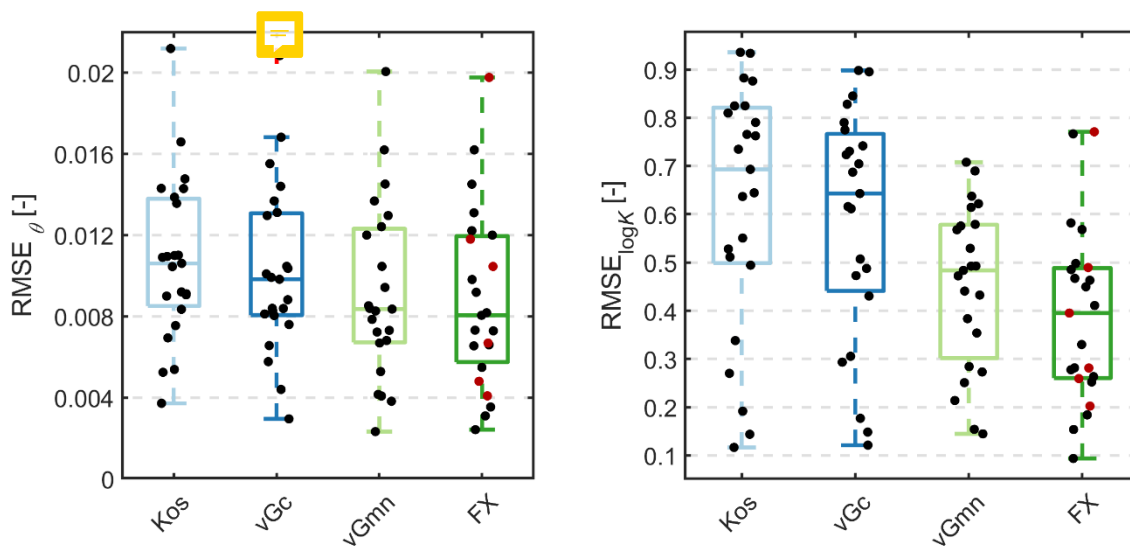 RMSE θ [-]
0.02
0.016
0.012
0.008
0.004
0
Kos
vGc
vGmn
FX
RMSE logK [-]
0.9
0.8
0.7
0.6
0.5
0.4
0.3
0.2
0.1
Kos
vGc
vGmn
FX